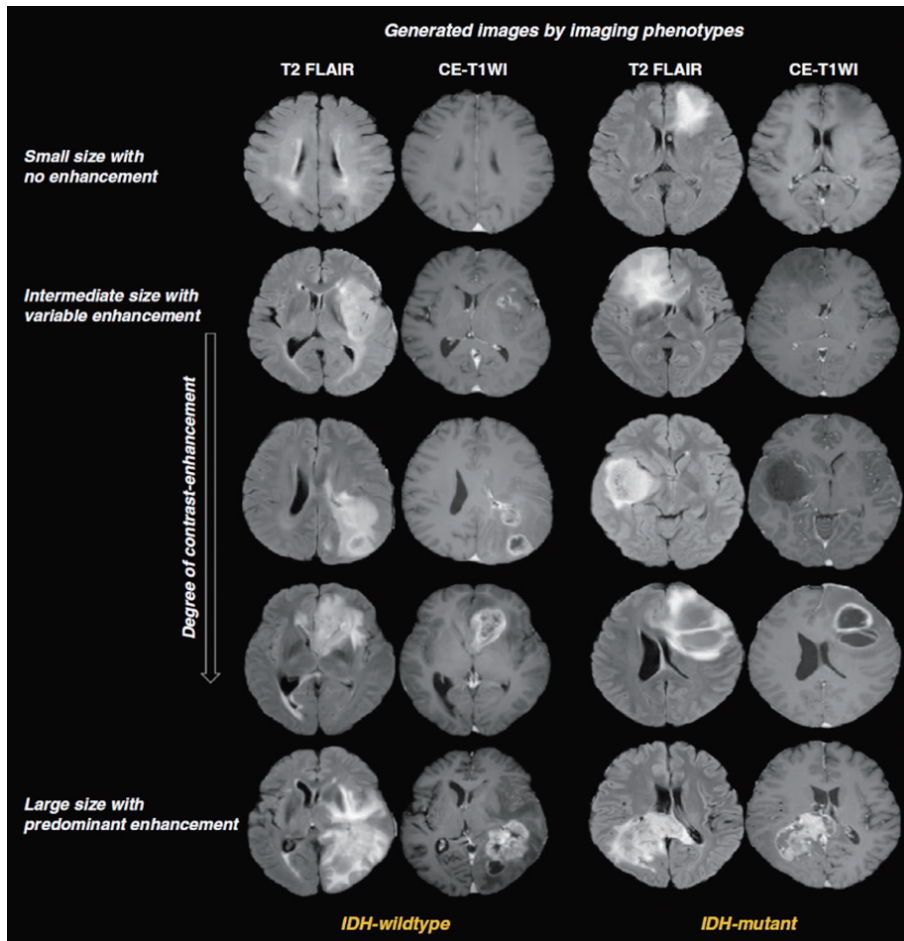 Generated images by imaging phenotypes
T2 FLAIR
CE-T1WI
T2 FLAIR
CE-T1WI
Small size with
no enhancement
Intermediate size with
variable enhancement
Degree of contrast-enhancement
Large size with
predominant enhancement
IDH-wildtype
IDH-mutant